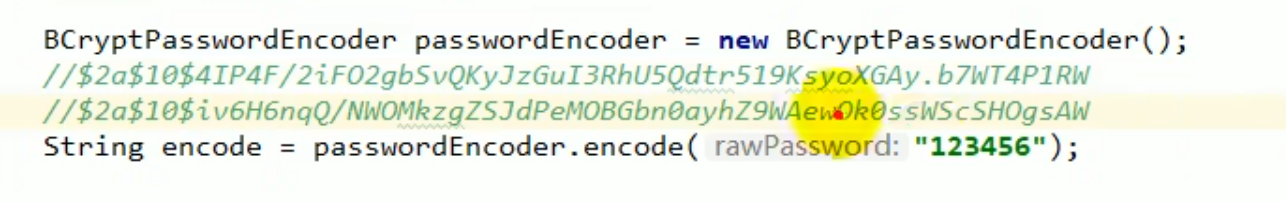 BCryptPasswordEncoder passwordEncoder = new BCryptPasswordEncoder();
//$2a$10$4IP4F/2iFO2gbSvQKyJzGuI3RhU5Qdtr519KsyoXGAy.b7WT4P1RW
//$2a$10$iv6H6nqQ/NWOMkzgZSJdPeMOBGbn0ayhZ9WAewOk0ssWScSHOgsAW
String encode = passwordEncoder.encode( rawPassword: "123456");